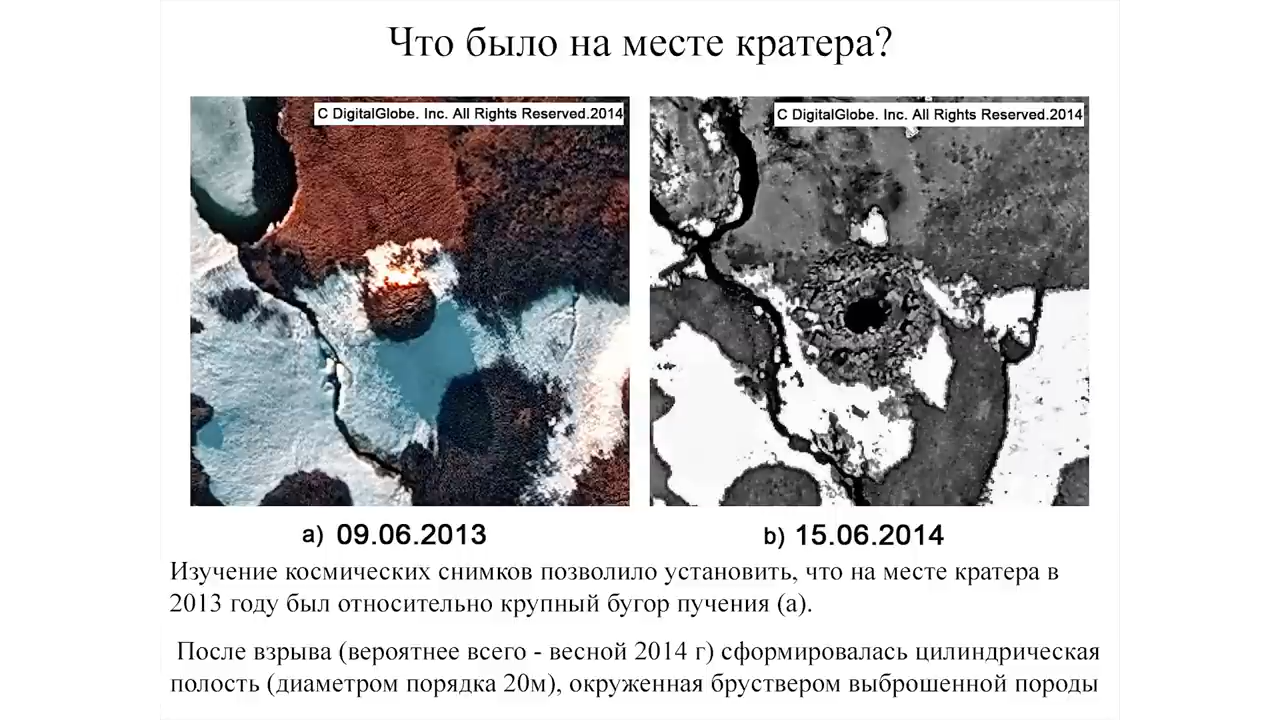 Что было на месте кратера?
C DigitalGlobe. Inc. All Rights Reserved.2014
C DigitalGlobe. Inc. All Rights Reserved.2014
a) 09.06.2013
b) 15.06.2014
Изучение космических снимков позволило установить, что на месте кратера в
2013 году был относительно крупный бугор пучения (а).
После взрыва (вероятнее всего - весной 2014 г) сформировалась цилиндрическая
полость (диаметром порядка 20м), окруженная бруствером выброшенной породы